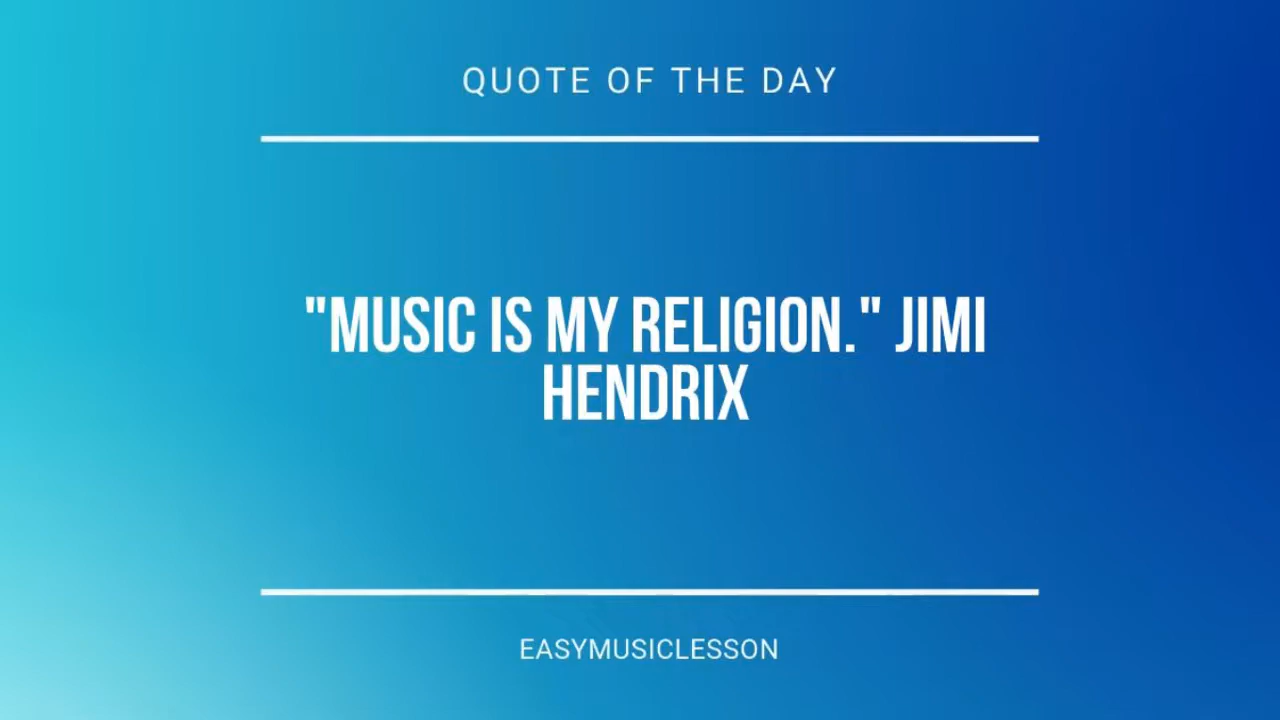 QUOTE OF THE DAY
"MUSIC IS MY RELIGION." JIMI
HENDRIX
EASYMUSICLESSON